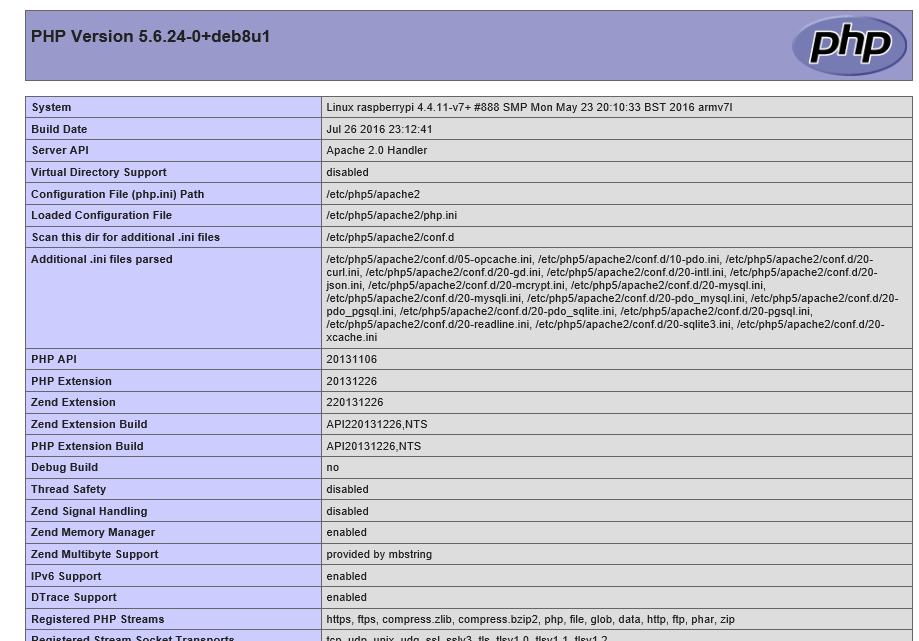 PHP Version 5.6.24-0+deb8u1
php
System Linux raspberrypi 4.4.11-v7+ #888 SMP Mon May 23 20:10:33 BST 2016 armv7l
Build Date Jul 26 2016 23:12:41
Server API Apache 2.0 Handler
Virtual Directory Support disabled
Configuration File (php.ini) Path /etc/php5/apache2
Loaded Configuration File /etc/php5/apache2/php.ini
Scan this dir for additional .ini files /etc/php5/apache2/conf.d
Additional .ini files parsed /etc/php5/apache2/conf.d/05-opcache.ini, /etc/php5/apache2/conf.d/10-pdo.ini, /etc/php5/apache2/conf.d/20-
curl.ini, /etc/php5/apache2/conf.d/20-gd.ini, /etc/php5/apache2/conf.d/20-intl.ini, /etc/php5/apache2/conf.d/20-
json.ini, /etc/php5/apache2/conf.d/20-mcrypt.ini, /etc/php5/apache2/conf.d/20-mysql.ini,
/etc/php5/apache2/conf.d/20-mysqli.ini, /etc/php5/apache2/conf.d/20-pdo_mysql.ini, /etc/php5/apache2/conf.d/20-
pdo_pgsql.ini, /etc/php5/apache2/conf.d/20-pdo_sqlite.ini, /etc/php5/apache2/conf.d/20-pgsql.ini,
/etc/php5/apache2/conf.d/20-readline.ini, /etc/php5/apache2/conf.d/20-sqlite3.ini, /etc/php5/apache2/conf.d/20-
xcache.ini
PHP API 20131106
PHP Extension 20131226
Zend Extension 220131226
Zend Extension Build API220131226,NTS
PHP Extension Build API20131226,NTS
Debug Build no
Thread Safety disabled
Zend Signal Handling disabled
Zend Memory Manager enabled
Zend Multibyte Support provided by mbstring
IPv6 Support enabled
DTrace Support enabled
Registered PHP Streams https, ftps, compress.zlib, compress.bzip2, php, file, glob, data, http, ftp, phar, zip
Registered Stream Socket Transports tcp, udp, unix, udg, ssl, sslv3, tls, tlsv1.0, tlsv1.1, tlsv1.2